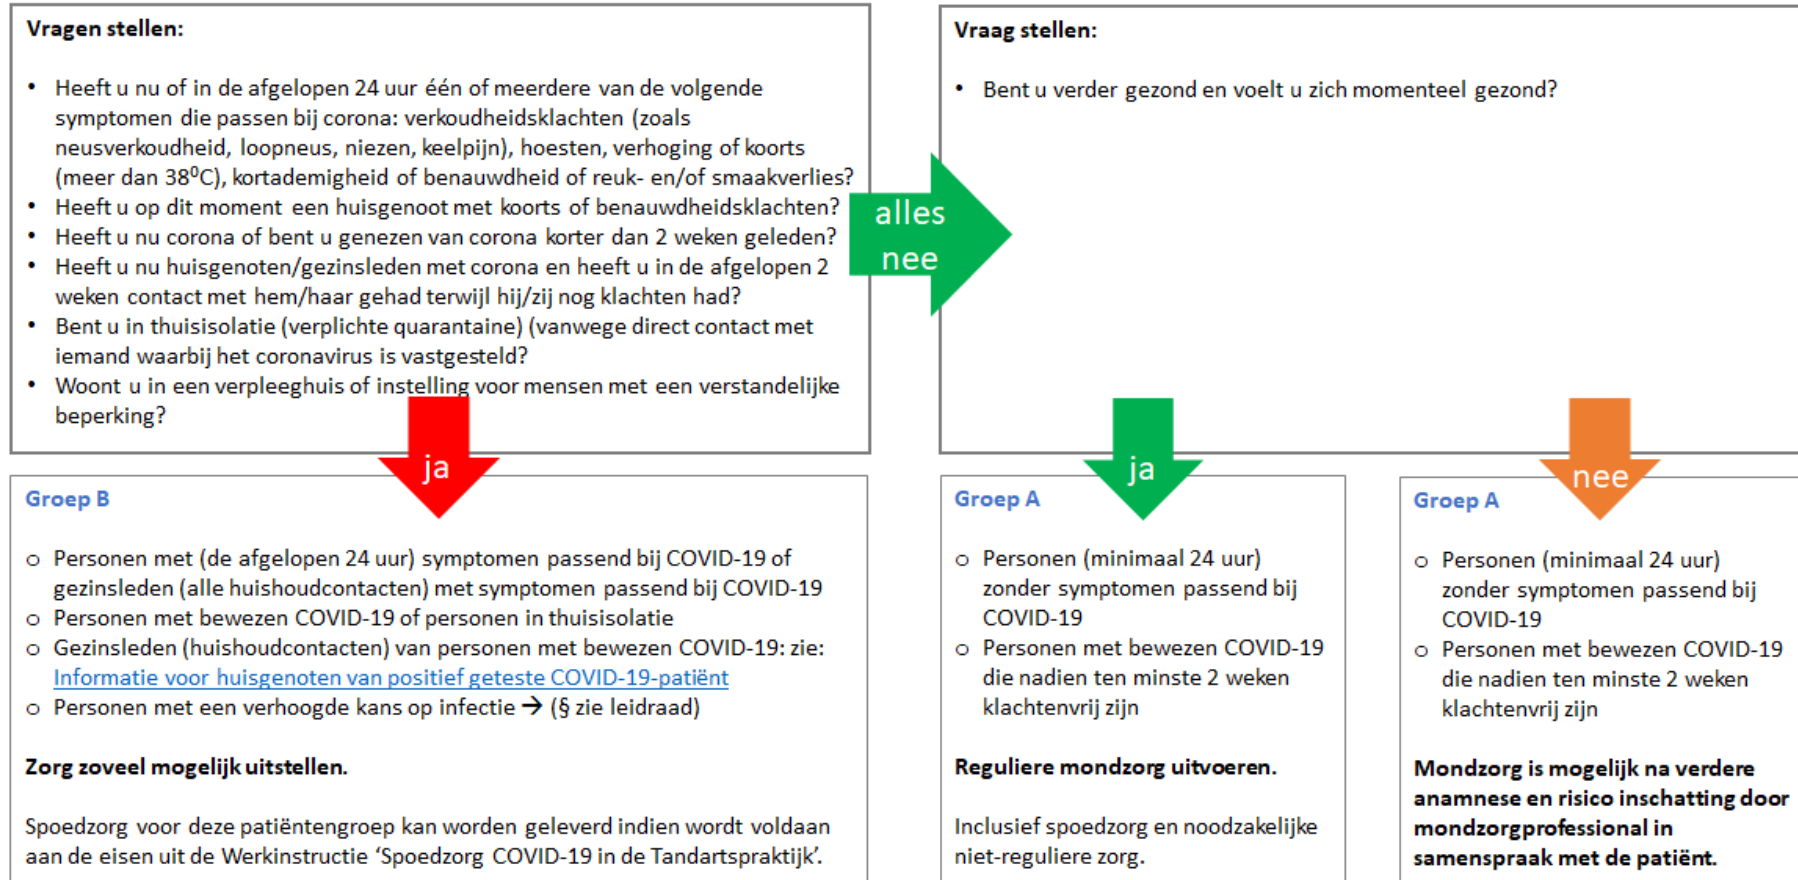 Vragen stellen:
• Heeft u nu of in de afgelopen 24 uur één of meerdere van de volgende
symptomen die passen bij corona: verkoudheidsklachten (zoals
neusverkoudheid, loopneus, niezen, keelpijn), hoesten, verhoging of koorts
(meer dan 38⁰C), kortademigheid of benauwdheid of reuk- en/of smaakverlies?
• Heeft u op dit moment een huisgenoot met koorts of benauwdheidsklachten?
• Heeft u nu corona of bent u genezen van corona korter dan 2 weken geleden?
• Heeft u nu huisgenoten/gezinsleden met corona en heeft u in de afgelopen 2
weken contact met hem/haar gehad terwijl hij/zij nog klachten had?
• Bent u in thuisisolatie (verplichte quarantaine) (vanwege direct contact met
iemand waarbij het coronavirus is vastgesteld?
• Woont u in een verpleeghuis of instelling voor mensen met een verstandelijke
beperking?
alles
nee
Vraag stellen:
• Bent u verder gezond en voelt u zich momenteel gezond?
ja
Groep B
o Personen met (de afgelopen 24 uur) symptomen passend bij COVID-19 of
gezinsleden (alle huishoudcontacten) met symptomen passend bij COVID-19
o Personen met bewezen COVID-19 of personen in thuisisolatie
o Gezinsleden (huishoudcontacten) van personen met bewezen COVID-19: zie:
Informatie voor huisgenoten van positief geteste COVID-19-patiënt
o Personen met een verhoogde kans op infectie → (§ zie leidraad)
Zorg zoveel mogelijk uitstellen.
Spoedzorg voor deze patiëntengroep kan worden geleverd indien wordt voldaan
aan de eisen uit de Werkinstructie ‘Spoedzorg COVID-19 in de Tandartspraktijk’.
ja
Groep A
o Personen (minimaal 24 uur)
zonder symptomen passend bij
COVID-19
o Personen met bewezen COVID-19
die nadien ten minste 2 weken
klachtenvrij zijn
Reguliere mondzorg uitvoeren.
Inclusief spoedzorg en noodzakelijke
niet-reguliere zorg.
nee
Groep A
o Personen (minimaal 24 uur)
zonder symptomen passend bij
COVID-19
o Personen met bewezen COVID-19
die nadien ten minste 2 weken
klachtenvrij zijn
Mondzorg is mogelijk na verdere
anamnese en risico inschatting door
mondzorgprofessional in
samenspraak met de patiënt.